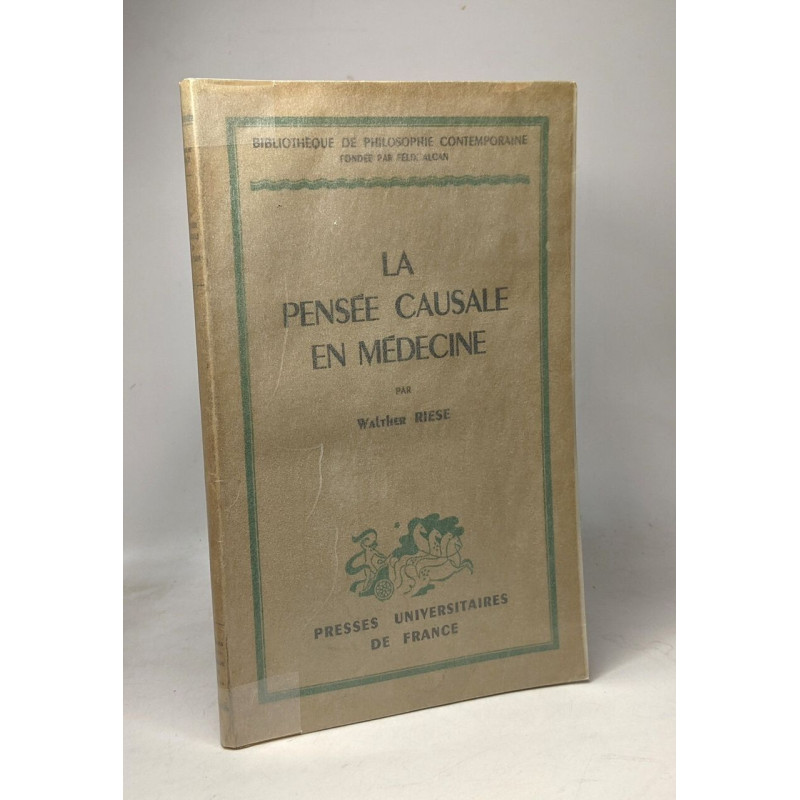 BIBLIOTHÈQUE DE PHILOSOPHIE CONTEMPORAINE
FONDÉE PAR FÉLIX ALCAN
LA
PENSÉE CAUSALE
EN MÉDECINE
PAR
Walther RIESE
PRESSES UNIVERSITAIRES
DE FRANCE